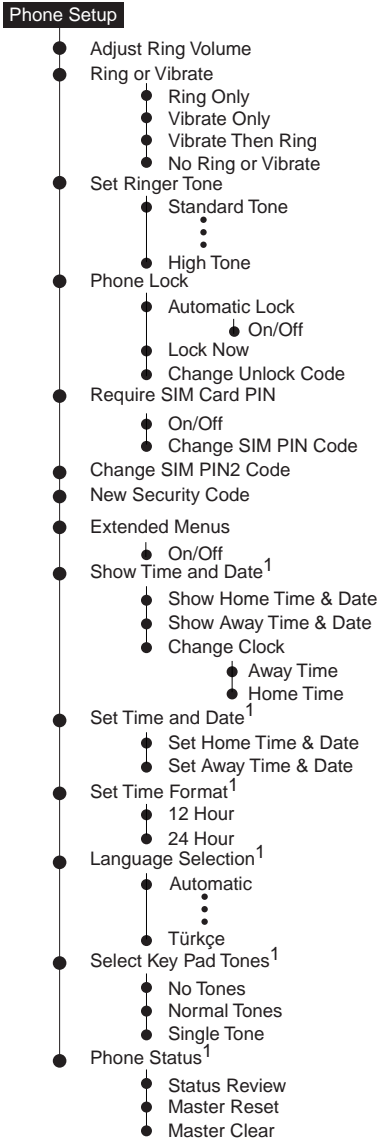 Phone Setup
Adjust Ring Volume
Ring or Vibrate
Ring Only
Vibrate Only
Vibrate Then Ring
No Ring or Vibrate
Set Ringer Tone
Standard Tone
High Tone
Phone Lock
Automatic Lock
On/Off
Lock Now
Change Unlock Code
Require SIM Card PIN
On/Off
Change SIM PIN Code
Change SIM PIN2 Code
New Security Code
Extended Menus
On/Off
Show Time and Date1
Show Home Time & Date
Show Away Time & Date
Change Clock
Away Time
Home Time
Set Time and Date1
Set Home Time & Date
Set Away Time & Date
Set Time Format1
12 Hour
24 Hour
Language Selection1
Automatic
Türkçe
Select Key Pad Tones1
No Tones
Normal Tones
Single Tone
Phone Status1
Status Review
Master Reset
Master Clear